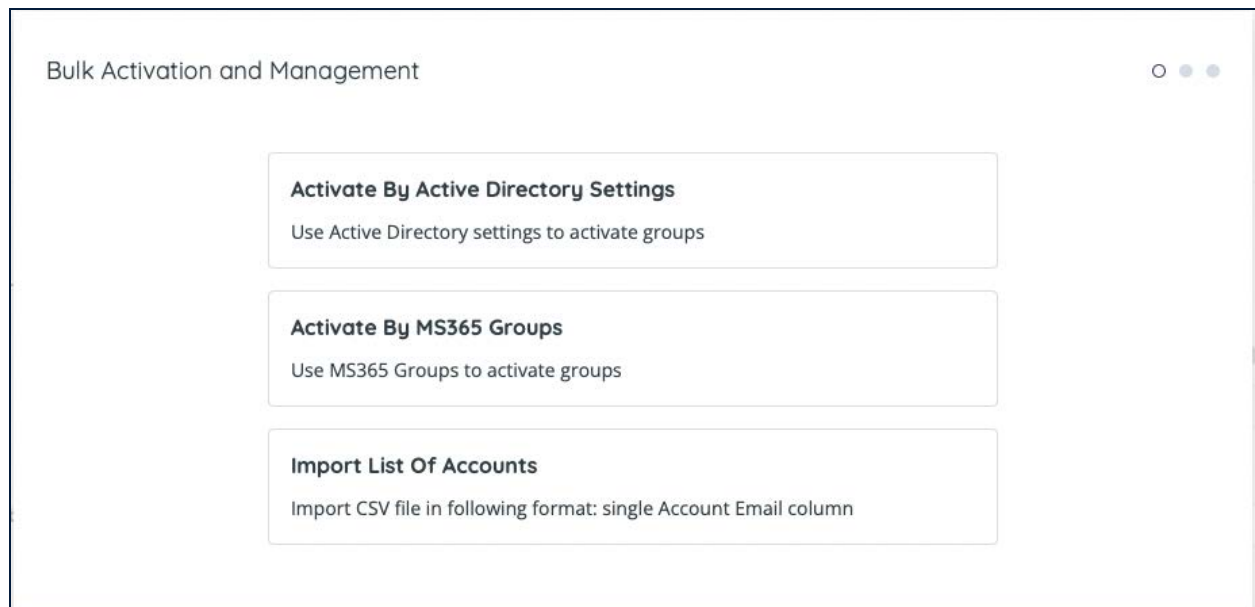 Bulk Activation and Management
Activate By Active Directory Settings
Use Active Directory settings to activate groups
Activate By MS365 Groups
Use MS365 Groups to activate groups
Import List Of Accounts
Import CSV file in following format: single Account Email column